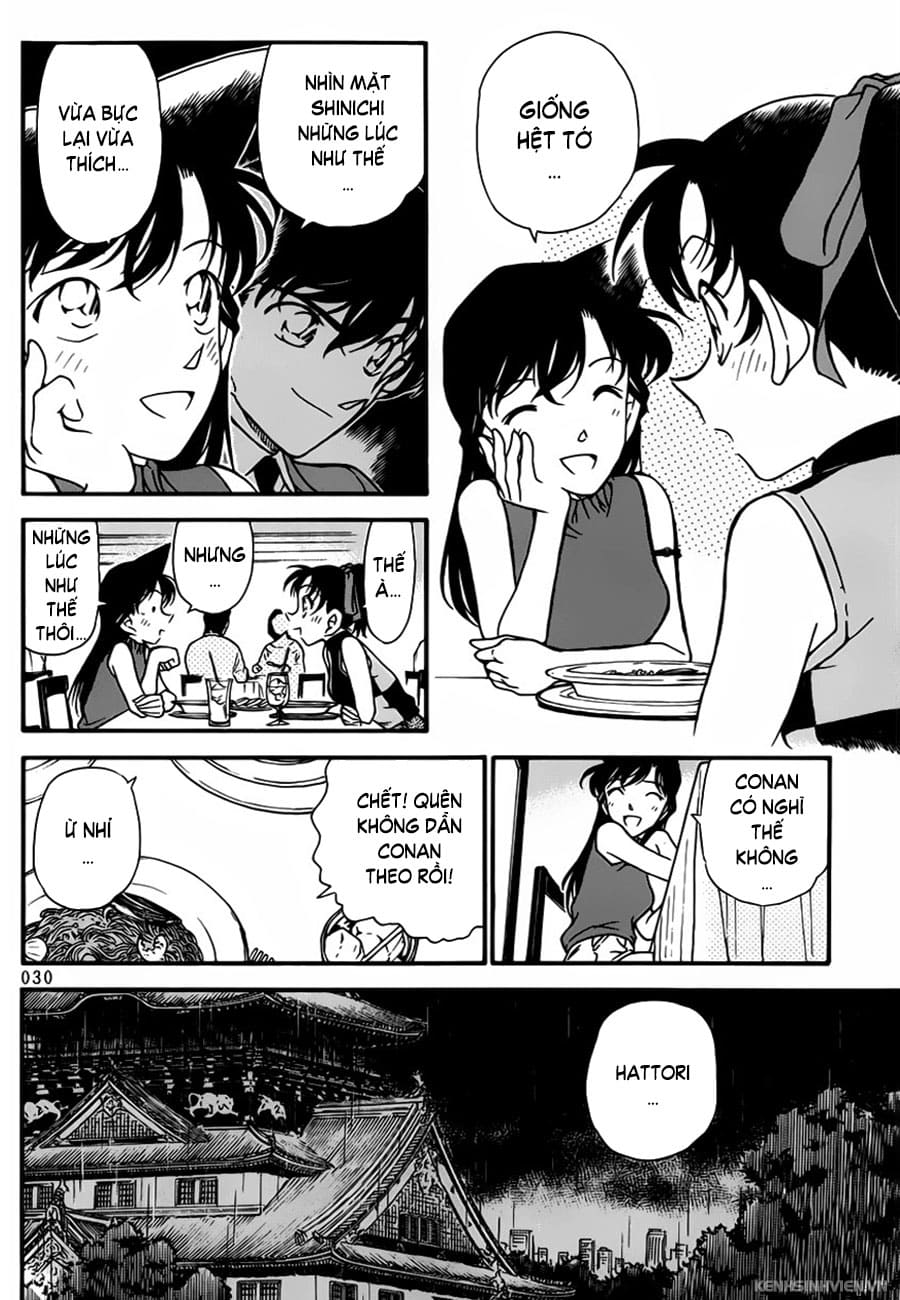 GIỐNG
HỆT TỚ
...
NHÌN MẶT
SHINICHI
NHỮNG LÚC
NHƯ THẾ
...
VỪA BỰC
LẠI VỪA
THÍCH...
THẾ
À...
NHƯNG
...
NHỮNG
LÚC
NHƯ
THẾ
THÔI...
CONAN
CÓ NGHĨ
THẾ
KHÔNG
...
CHẾT! QUÊN
KHÔNG DẪN
CONAN
THEO RỒI!
Ừ NHỈ
...
030
HATTORI
...
KENHSINHVIEN.VN